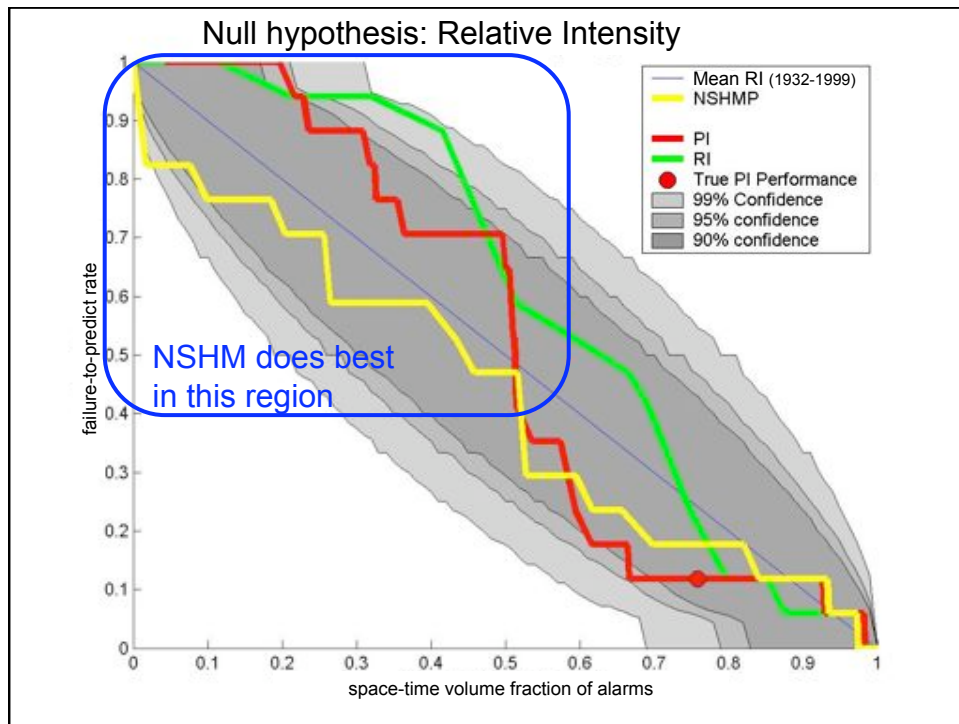 Null hypothesis: Relative Intensity
1
0.9
0.8
0.7
0.6
0.5
0.4
0.3
0.2
0.1
0
failure-to-predict rate
NSHM does best
in this region
Mean RI (1932-1999)
NSHMP
PI
RI
True PI Performance
99% Confidence
95% confidence
90% confidence
0 0.1 0.2 0.3 0.4 0.5 0.6 0.7 0.8 0.9 1
space-time volume fraction of alarms